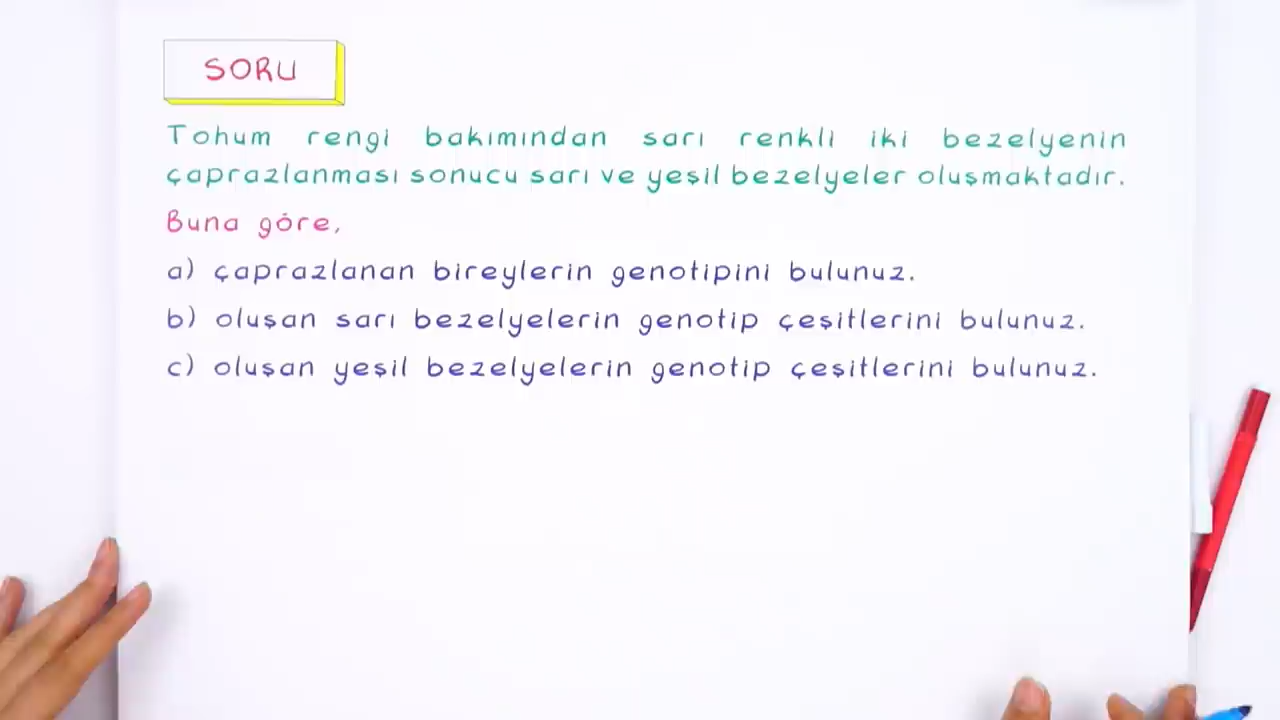 SORU
Tohum rengi bakımından sarı renkli iki bezelyenin
çaprazlanması sonucu sarı ve yeşil bezelyeler oluşmaktadır.
Buna göre,
a) çaprazlanan bireylerin genotipini bulunuz.
b) oluşan sarı bezelyelerin genotip çeşitlerini bulunuz.
c) oluşan yeşil bezelyelerin genotip çeşitlerini bulunuz.